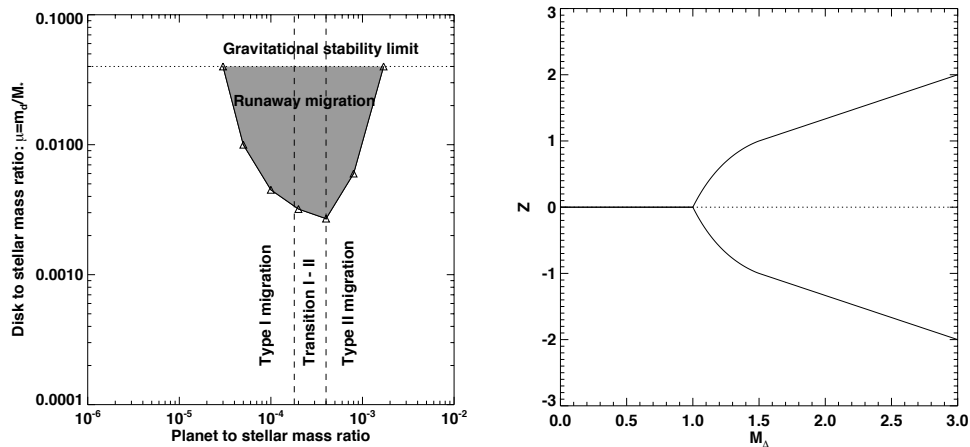 0.1000
0.0100
0.0010
0.0001
Disk to stellar mass ratio: μ=m_d/M*
Gravitational stability limit
Runaway migration
Type I migration
Transition I - II
Type II migration
10^-6 10^-5 10^-4 10^-3 10^-2
Planet to stellar mass ratio
3
2
1
0
-1
-2
-3
Z
0.0 0.5 1.0 1.5 2.0 2.5 3.0
M_Δ